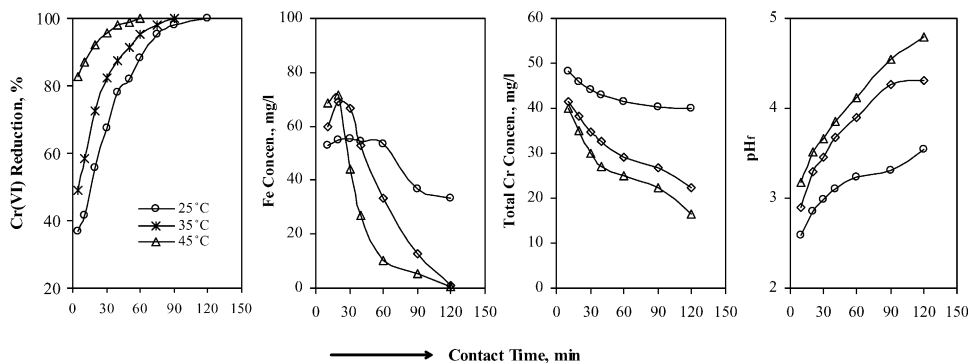 Cr(VI) Reduction, %
100
80
60
40
20
0 30 60 90 120 150
25˚C
35˚C
45˚C
Fe Concen., mg/l
100
80
60
40
20
0
0 30 60 90 120 150
Total Cr Concen., mg/l
60
50
40
30
20
10
0
0 30 60 90 120 150
pHf
5
4
3
2
0 30 60 90 120 150
Contact Time, min